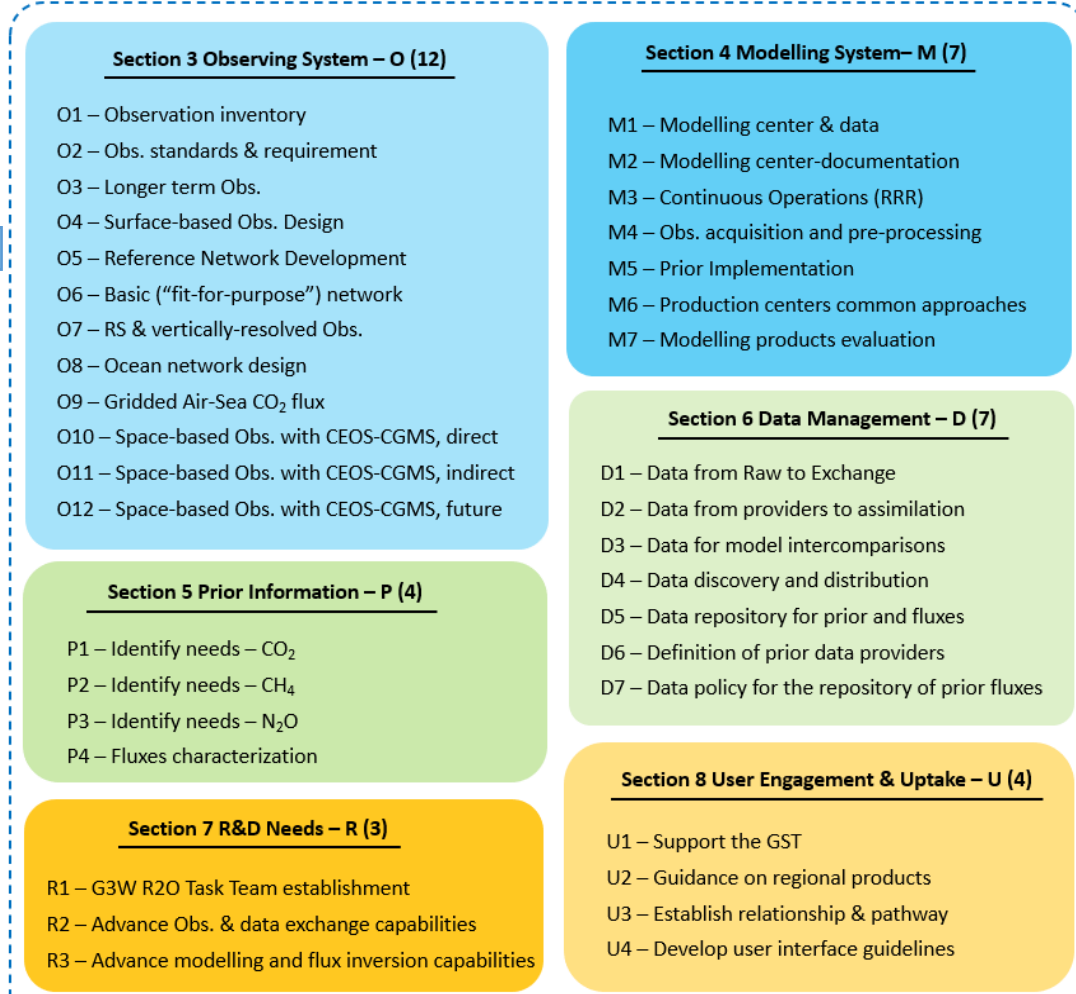 Section 3 Observing System – O (12)
O1 – Observation inventory
O2 – Obs. standards & requirement
O3 – Longer term Obs.
O4 – Surface-based Obs. Design
O5 – Reference Network Development
O6 – Basic (“fit-for-purpose”) network
O7 – RS & vertically-resolved Obs.
O8 – Ocean network design
O9 – Gridded Air-Sea CO₂ flux
O10 – Space-based Obs. with CEOS-CGMS, direct
O11 – Space-based Obs. with CEOS-CGMS, indirect
O12 – Space-based Obs. with CEOS-CGMS, future
Section 4 Modelling System– M (7)
M1 – Modelling center & data
M2 – Modelling center-documentation
M3 – Continuous Operations (RRR)
M4 – Obs. acquisition and pre-processing
M5 – Prior Implementation
M6 – Production centers common approaches
M7 – Modelling products evaluation
Section 5 Prior Information – P (4)
P1 – Identify needs – CO₂
P2 – Identify needs – CH₄
P3 – Identify needs – N₂O
P4 – Fluxes characterization
Section 6 Data Management – D (7)
D1 – Data from Raw to Exchange
D2 – Data from providers to assimilation
D3 – Data for model intercomparisons
D4 – Data discovery and distribution
D5 – Data repository for prior and fluxes
D6 – Definition of prior data providers
D7 – Data policy for the repository of prior fluxes
Section 7 R&D Needs – R (3)
R1 – G3W R2O Task Team establishment
R2 – Advance Obs. & data exchange capabilities
R3 – Advance modelling and flux inversion capabilities
Section 8 User Engagement & Uptake – U (4)
U1 – Support the GST
U2 – Guidance on regional products
U3 – Establish relationship & pathway
U4 – Develop user interface guidelines